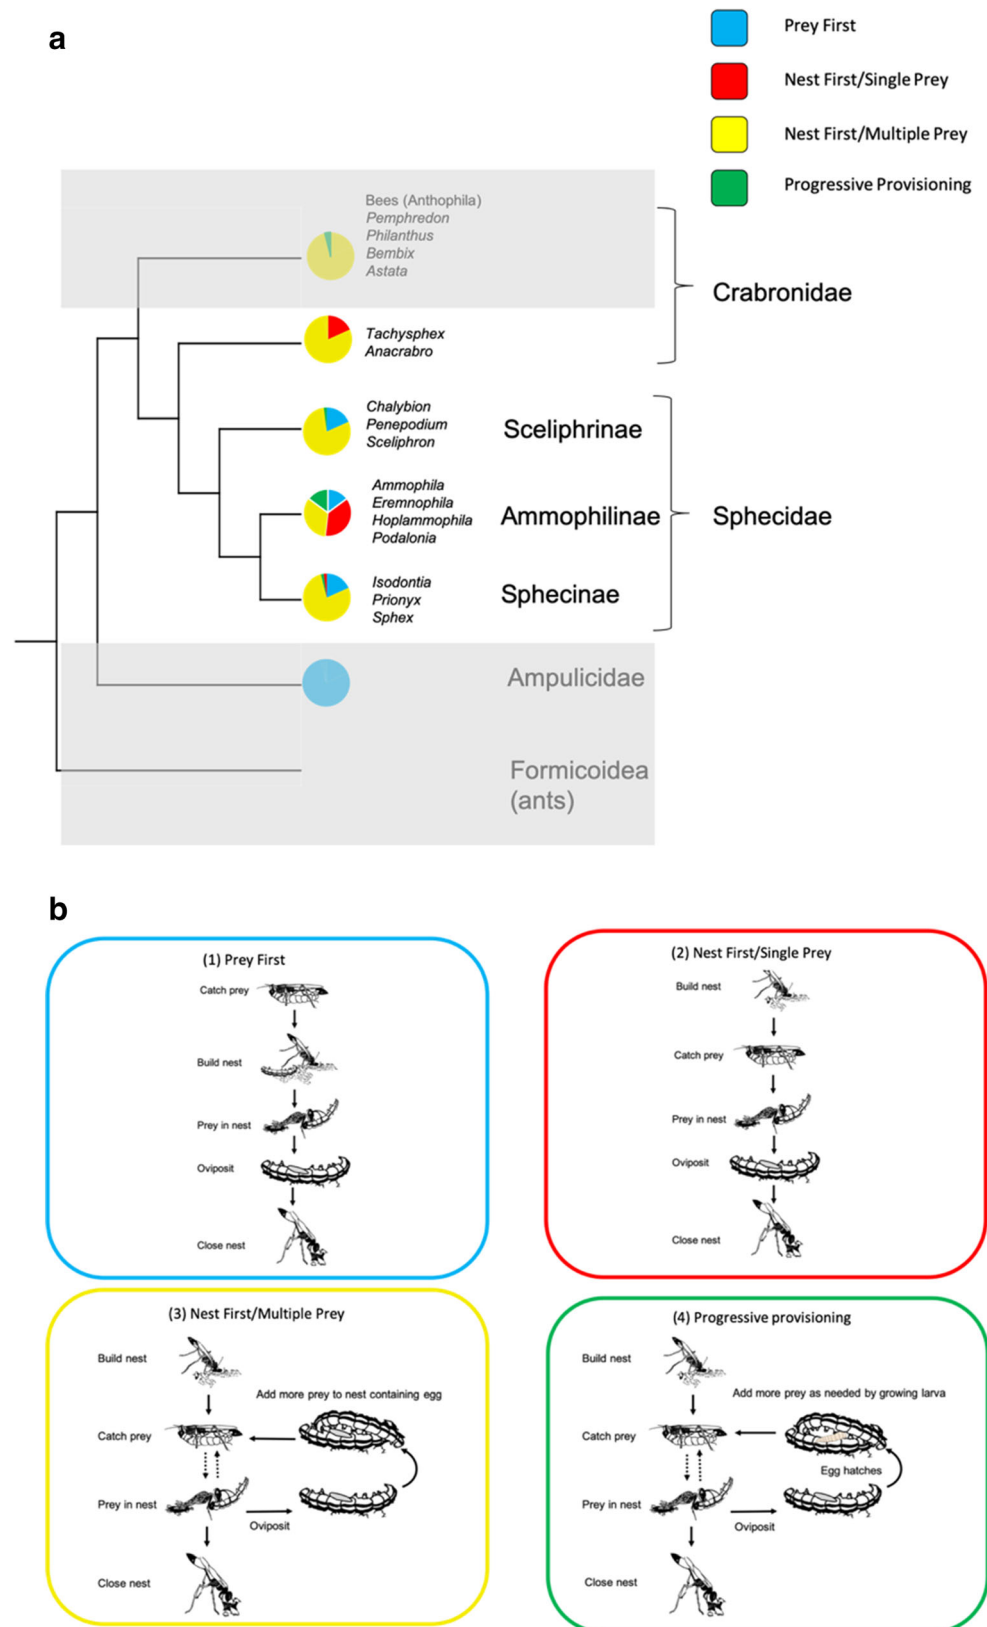 a
Prey First
Nest First/Single Prey
Nest First/Multiple Prey
Progressive Provisioning
Bees (Anthophila)
Pemphredon
Philanthus
Bembix
Astata
Crabronidae
Tachysphex
Anacrabro
Chalybion
Penepodium
Sceliphron
Sceliphrinae
Ammophila
Eremnophila
Hoplammophila
Podalonia
Ammophilinae
Sphecidae
Isodontia
Prionyx
Sphex
Sphecinae
Ampulicidae
Formicoidea
(ants)
b
(1) Prey First
Catch prey
Build nest
Prey in nest
Oviposit
Close nest
(2) Nest First/Single Prey
Build nest
Catch prey
Prey in nest
Oviposit
Close nest
(3) Nest First/Multiple Prey
Build nest
Add more prey to nest containing egg
Catch prey
Prey in nest
Oviposit
Close nest
(4) Progressive provisioning
Build nest
Add more prey as needed by growing larva
Catch prey
Egg hatches
Prey in nest
Oviposit
Close nest